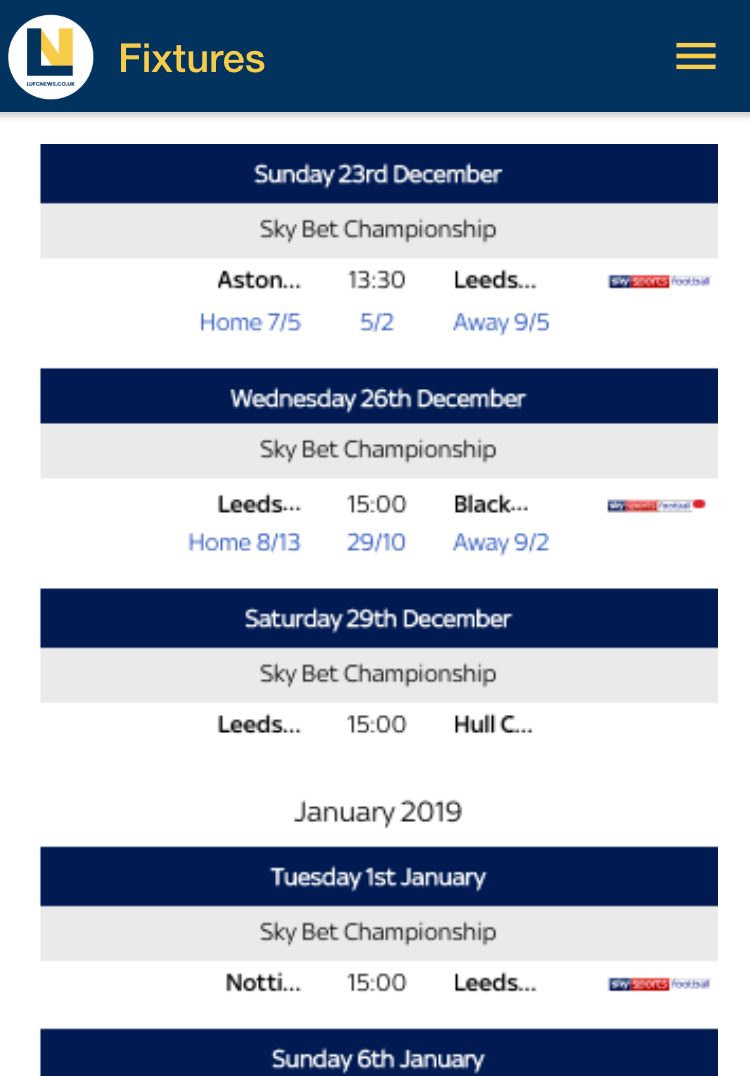 LUFCNEWS.CO.UK
Fixtures
Sunday 23rd December
Sky Bet Championship
Aston... 13:30 Leeds... sky sports football
Home 7/5 5/2 Away 9/5
Wednesday 26th December
Sky Bet Championship
Leeds... 15:00 Black... sky sports football
Home 8/13 29/10 Away 9/2
Saturday 29th December
Sky Bet Championship
Leeds... 15:00 Hull C...
January 2019
Tuesday 1st January
Sky Bet Championship
Notti... 15:00 Leeds... sky sports football
Sunday 6th January